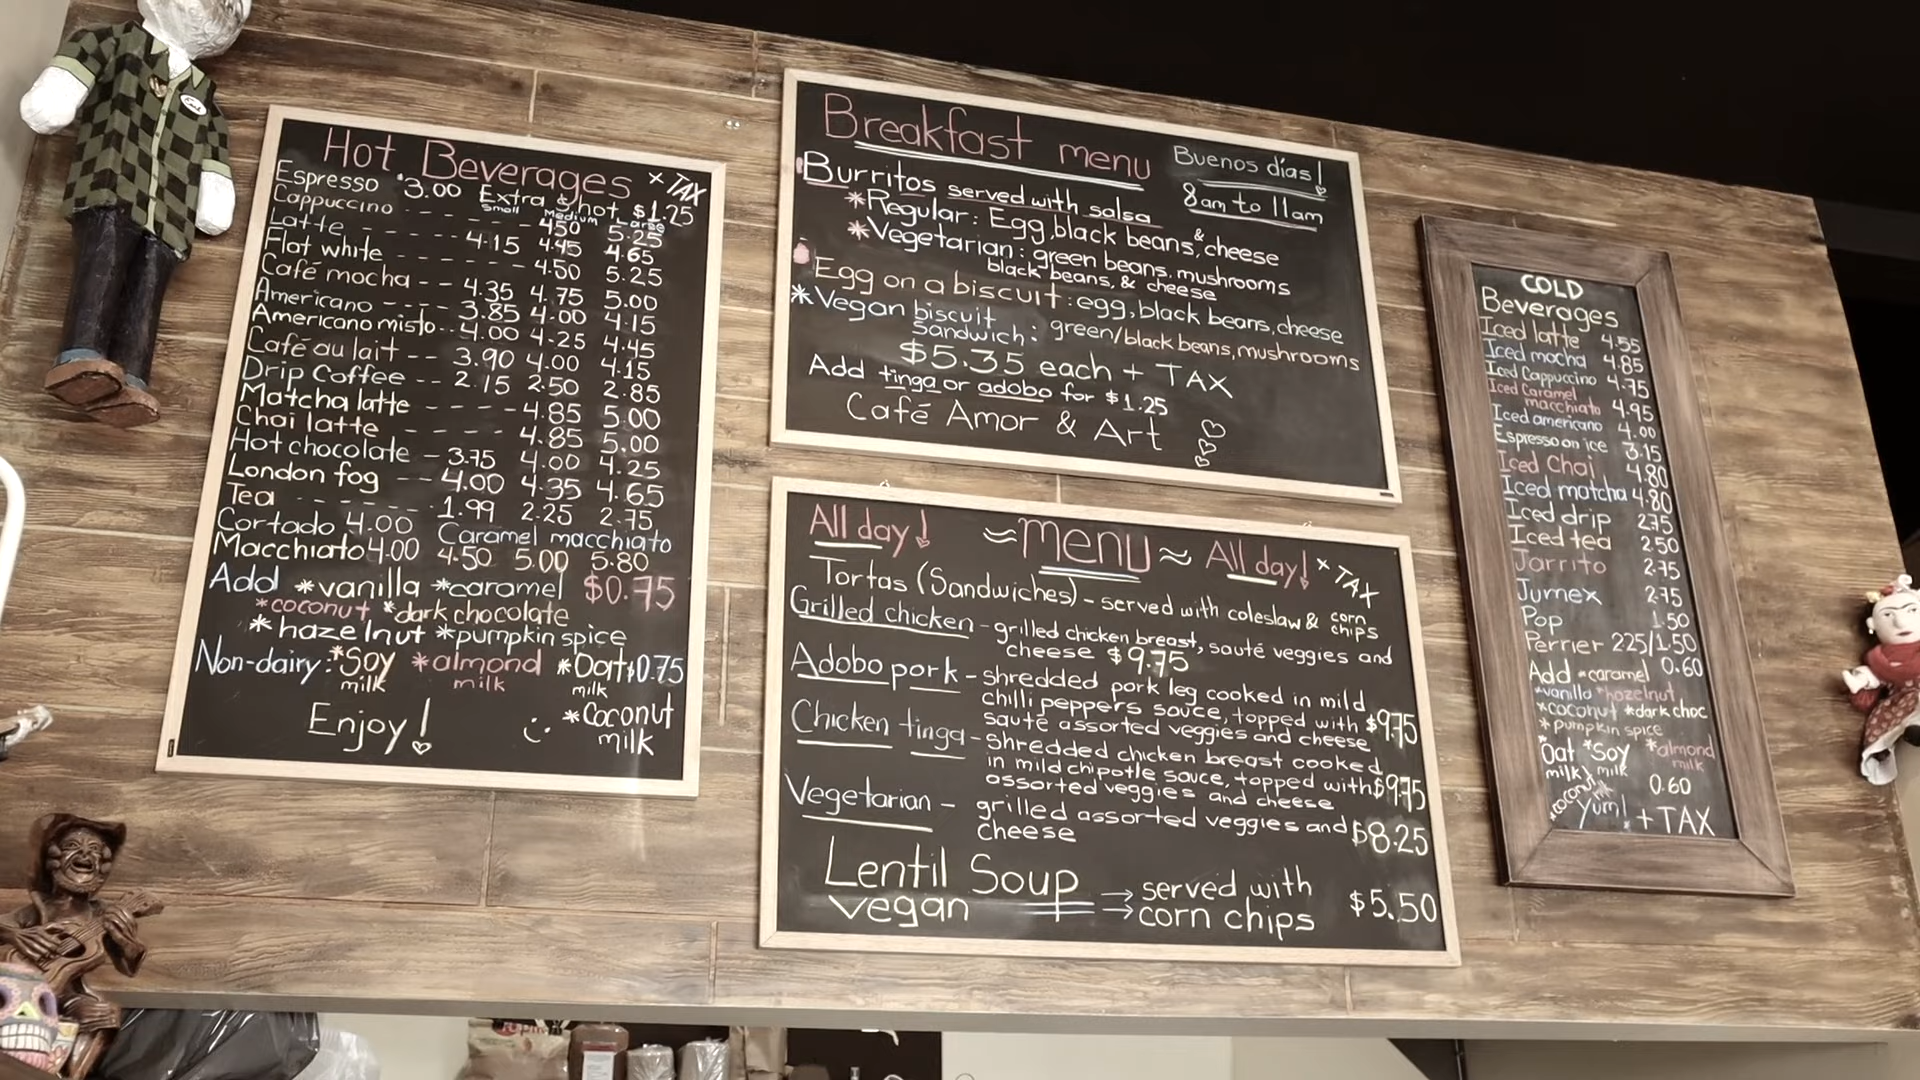 Hot Beverages × TAX
Espresso $3.00 Extra shot $1.25
Small Medium Large
Cappuccino - - - - - - - 4.50 5.25
Latte - - - - - - 4.15 4.45 4.65
Flat white - - - - - - - 4.50 5.25
Café mocha - - 4.35 4.75 5.00
Americano - - - - 3.85 4.00 4.15
Americano misto - - 4.00 4.25 4.45
Café au lait - - 3.90 4.00 4.15
Drip Coffee - - 2.15 2.50 2.85
Matcha latte - - - - - 4.85 5.00
Chai latte - - - - - 4.85 5.00
Hot chocolate - 3.75 4.00 4.25
London fog - - 4.00 4.35 4.65
Tea - - - - - - - 1.99 2.25 2.75
Cortado 4.00 Caramel macchiato
Macchiato 4.00 4.50 5.00 5.80
Add *vanilla *caramel $0.75
*coconut *dark chocolate
*hazelnut *pumpkin spice
Non-dairy: *Soy milk *almond milk *Oat milk $0.75
*Coconut milk
Enjoy!
Breakfast menu
Buenos días!
8am to 11am
Burritos served with salsa
*Regular: Egg, black beans, & cheese
*Vegetarian: green beans, mushrooms
black beans, & cheese
Egg on a biscuit: egg, black beans, cheese
*Vegan biscuit
sandwich: green/black beans, mushrooms
$5.35 each + TAX
Add tinga or adobo for $1.25
Café Amor & Art
All day! ≈ menu ≈ All day! × TAX
Tortas (Sandwiches) - served with coleslaw & corn chips
Grilled chicken - grilled chicken breast, sauté veggies and
cheese $9.75
Adobo pork - shredded pork leg cooked in mild
chilli peppers sauce, topped with $9.75
sauté assorted veggies and cheese
Chicken tinga - shredded chicken breast cooked
in mild chipotle sauce, topped with $9.75
assorted veggies and cheese
Vegetarian - grilled assorted veggies and $8.25
cheese
Lentil Soup → served with
vegan → corn chips $5.50
COLD
Beverages
Iced latte 4.55
Iced mocha 4.85
Iced Cappuccino 4.75
Iced Caramel
macchiato 4.95
Iced americano 4.00
Espresso on ice 3.15
Iced Chai 4.80
Iced matcha 4.80
Iced drip 2.75
Iced tea 2.50
Jarrito 2.75
Jumex 2.75
Pop 1.50
Perrier 2.25/1.50
Add *caramel 0.60
*vanilla *hazelnut
*coconut *dark choc
*pumpkin spice
*Oat milk *Soy milk *almond milk
*coconut 0.60
Yum! + TAX